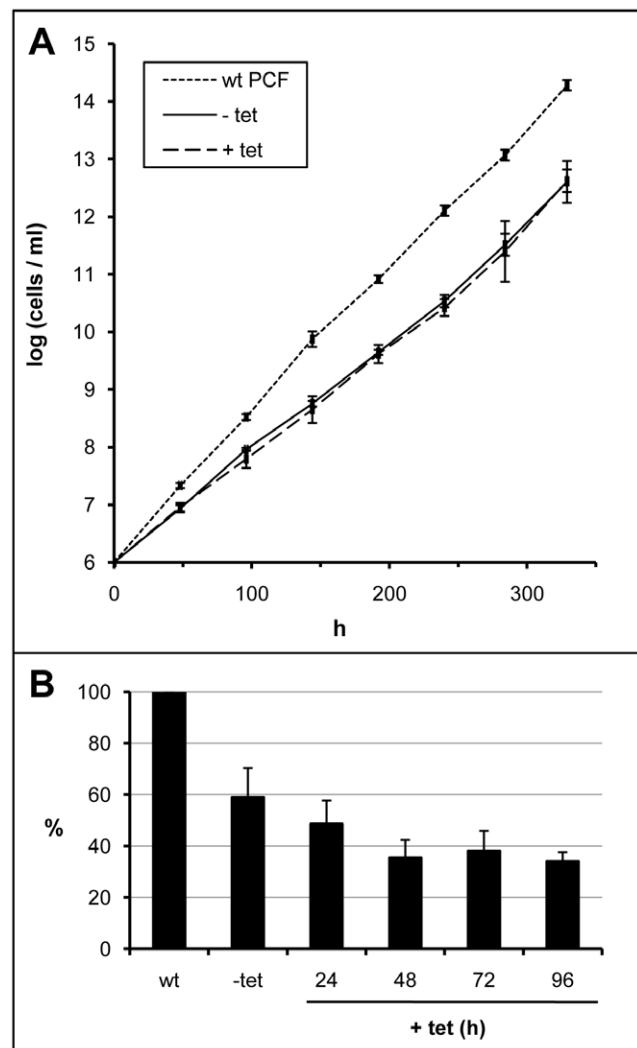 A
wt PCF
- tet
+ tet
15
14
13
12
11
10
9
8
7
6
log (cells / ml)
0 100 200 300
h
B
100
80
60
40
20
0
%
wt -tet 24 48 72 96
+ tet (h)